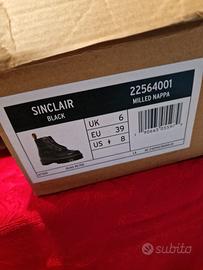 SINCLAIR
BLACK
22564001
MILLED NAPPA
UK 6
EU 39
US 8
subito